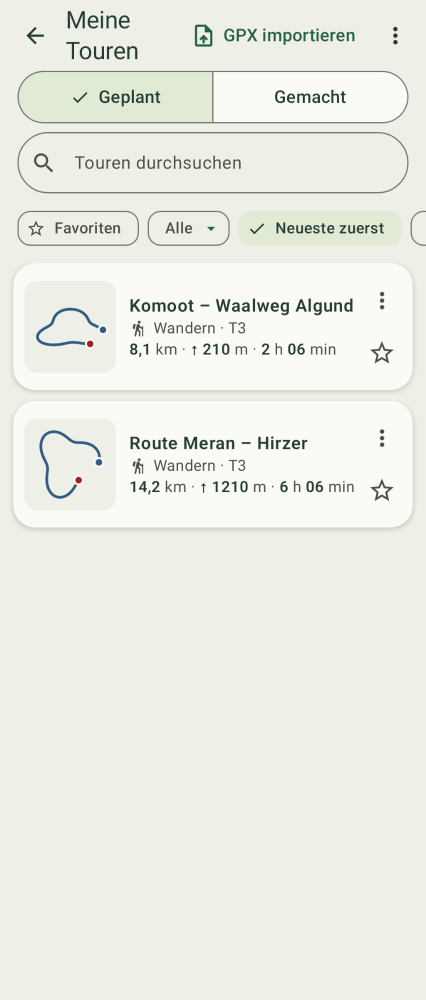 Meine
Touren
GPX importieren
Geplant
Gemacht
Touren durchsuchen
Favoriten
Alle
Neueste zuerst
Komoot – Waalweg Algund
Wandern · T3
8,1 km · ↑ 210 m · 2 h 06 min
Route Meran – Hirzer
Wandern · T3
14,2 km · ↑ 1210 m · 6 h 06 min